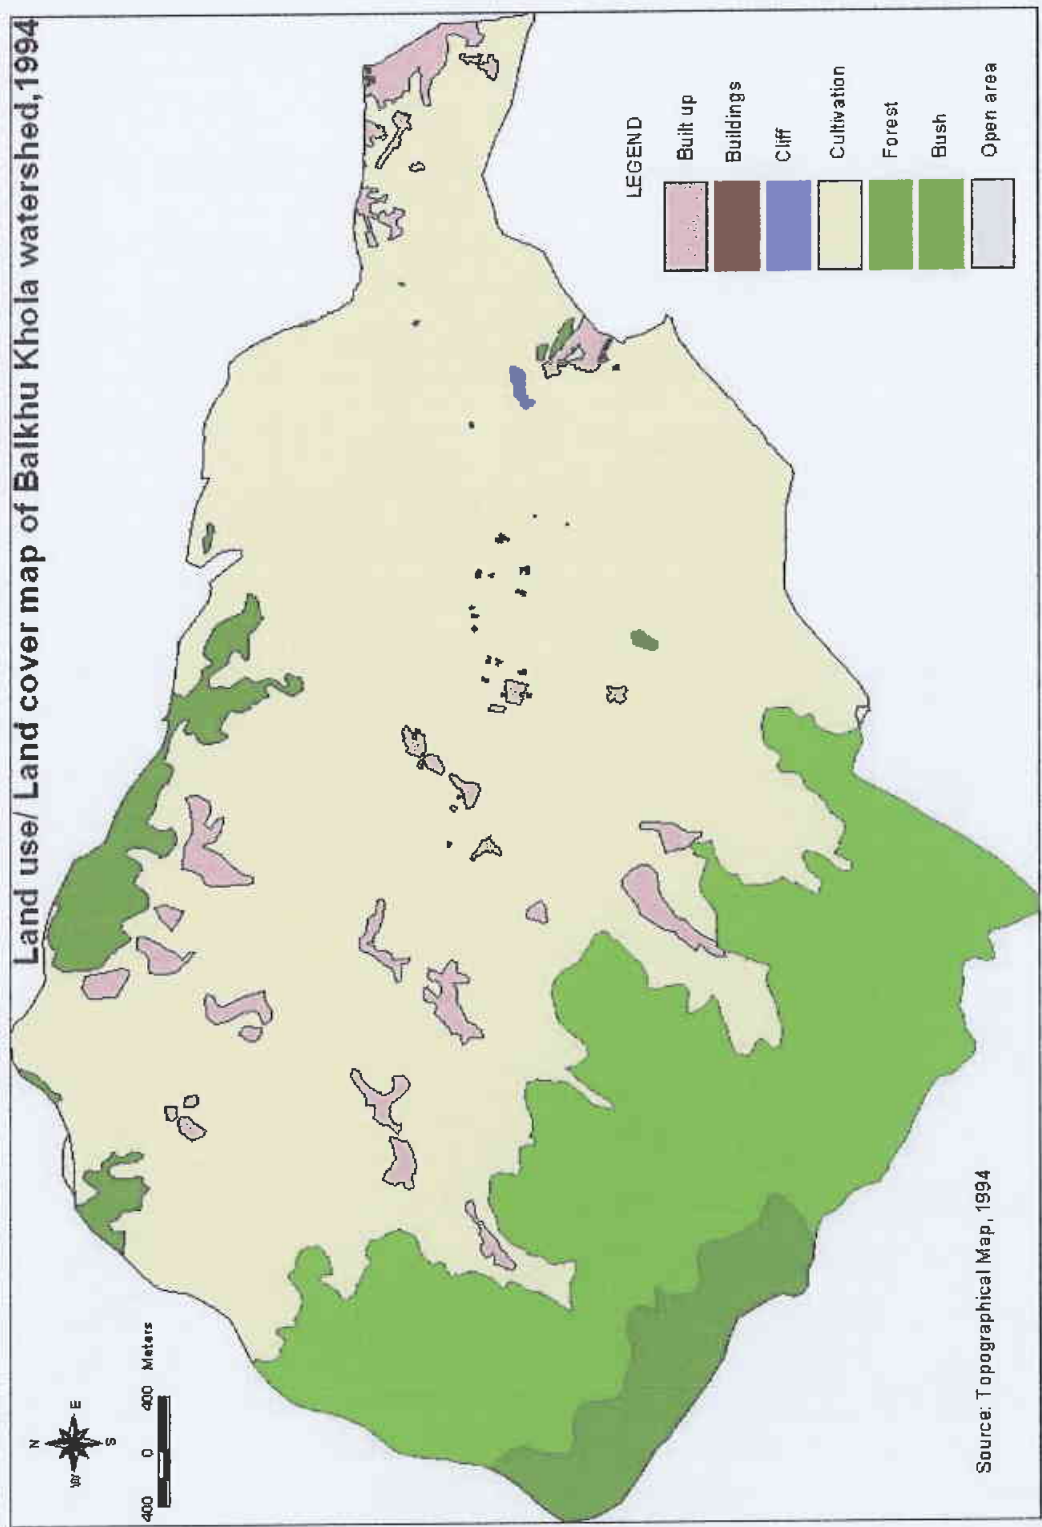 Land use/ Land cover map of Balkhu Khola watershed,1994
N
W E
S
400 0 400 Meters
LEGEND
Built up
Buildings
Cliff
Cultivation
Forest
Bush
Open area
Source: Topographical Map, 1994